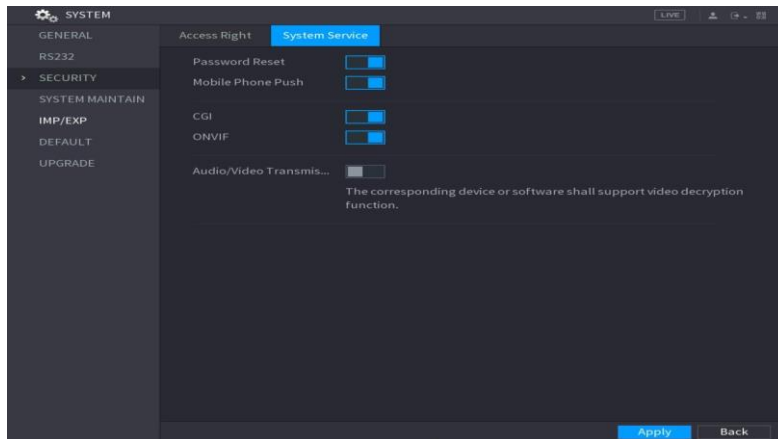 SYSTEM
LIVE
GENERAL
RS232
> SECURITY
SYSTEM MAINTAIN
IMP/EXP
DEFAULT
UPGRADE
Access Right System Service
Password Reset
Mobile Phone Push
CGI
ONVIF
Audio/Video Transmis...
The corresponding device or software shall support video decryption
function.
Apply Back